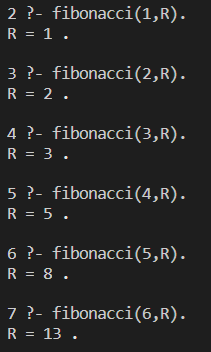 2 ?- fibonacci(1,R).
R = 1 .
3 ?- fibonacci(2,R).
R = 2 .
4 ?- fibonacci(3,R).
R = 3 .
5 ?- fibonacci(4,R).
R = 5 .
6 ?- fibonacci(5,R).
R = 8 .
7 ?- fibonacci(6,R).
R = 13 .